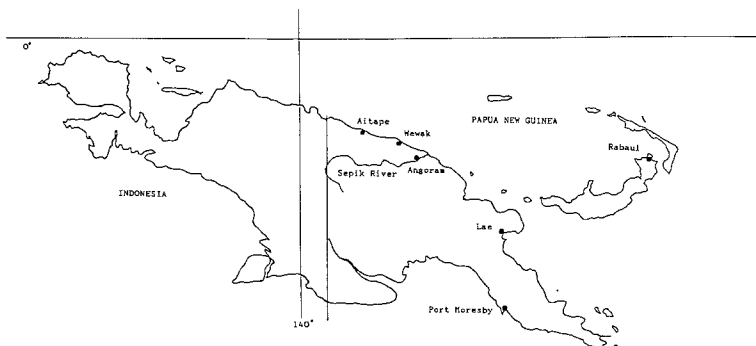 0°
Aitape
Wewak
PAPUA NEW GUINEA
Rabaul
Sepik River
Angoram
INDONESIA
Lae
Port Moresby
140°